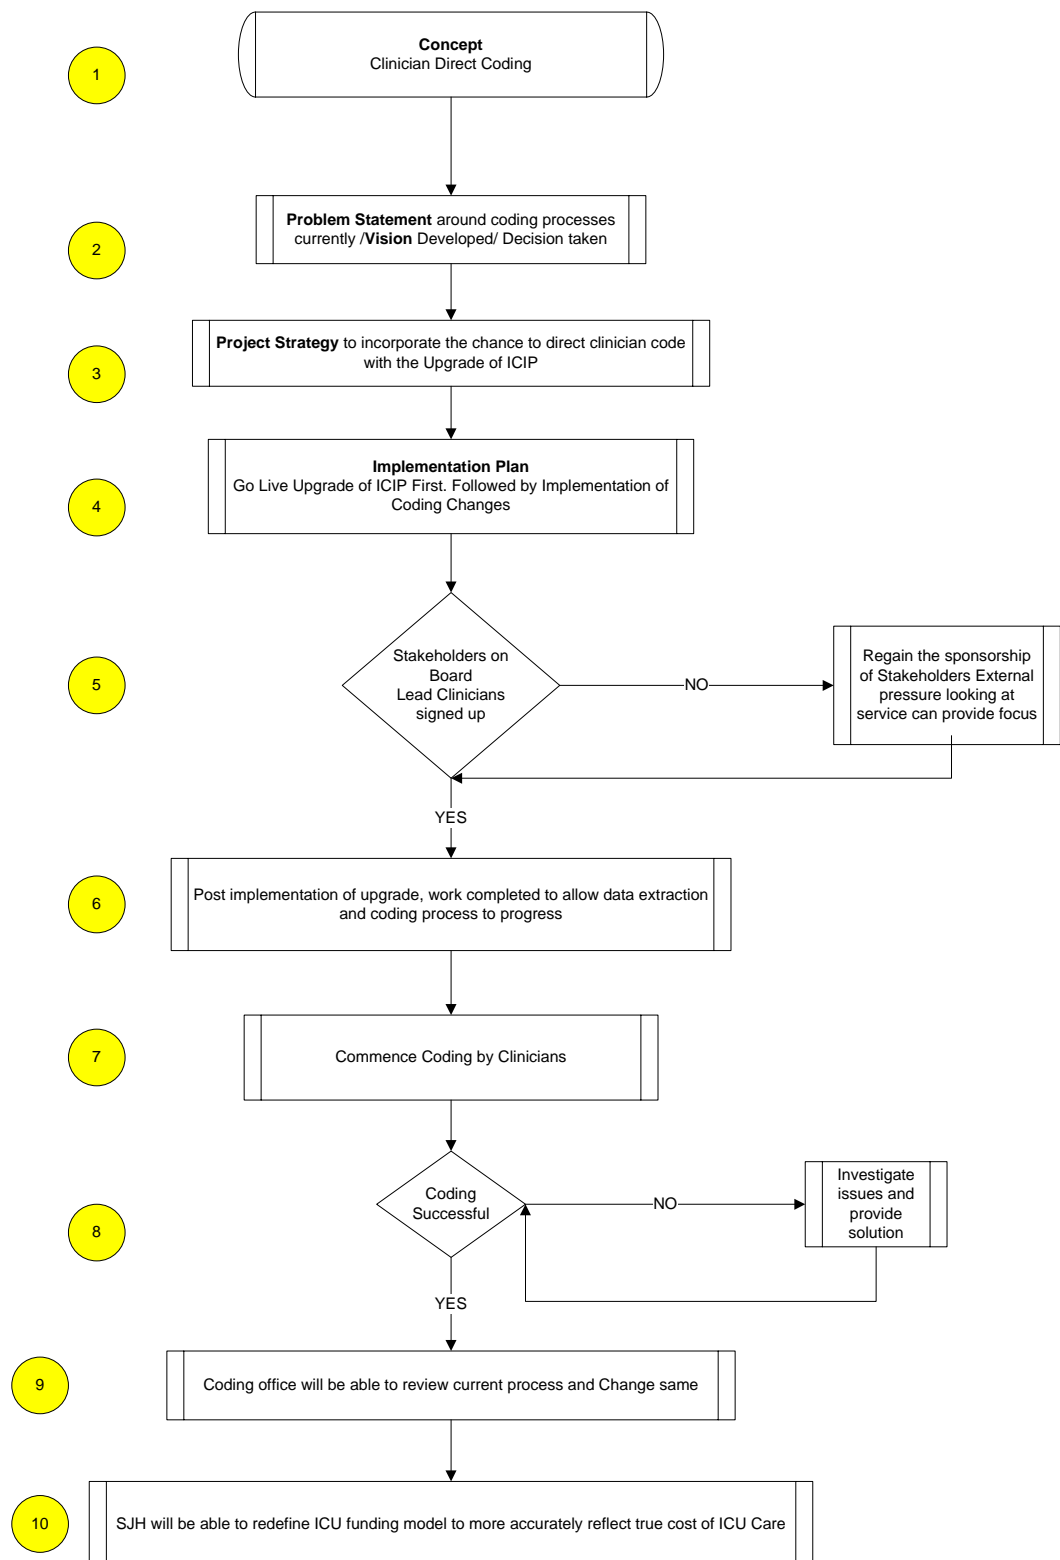 1
Concept
Clinician Direct Coding
2
Problem Statement around coding processes
currently /Vision Developed/ Decision taken
3
Project Strategy to incorporate the chance to direct clinician code
with the Upgrade of ICIP
4
Implementation Plan
Go Live Upgrade of ICIP First. Followed by Implementation of
Coding Changes
5
Stakeholders on
Board
Lead Clinicians
signed up
NO
Regain the sponsorship
of Stakeholders External
pressure looking at
service can provide focus
YES
6
Post implementation of upgrade, work completed to allow data extraction
and coding process to progress
7
Commence Coding by Clinicians
8
Coding
Successful
NO
Investigate
issues and
provide
solution
YES
9
Coding office will be able to review current process and Change same
10
SJH will be able to redefine ICU funding model to more accurately reflect true cost of ICU Care